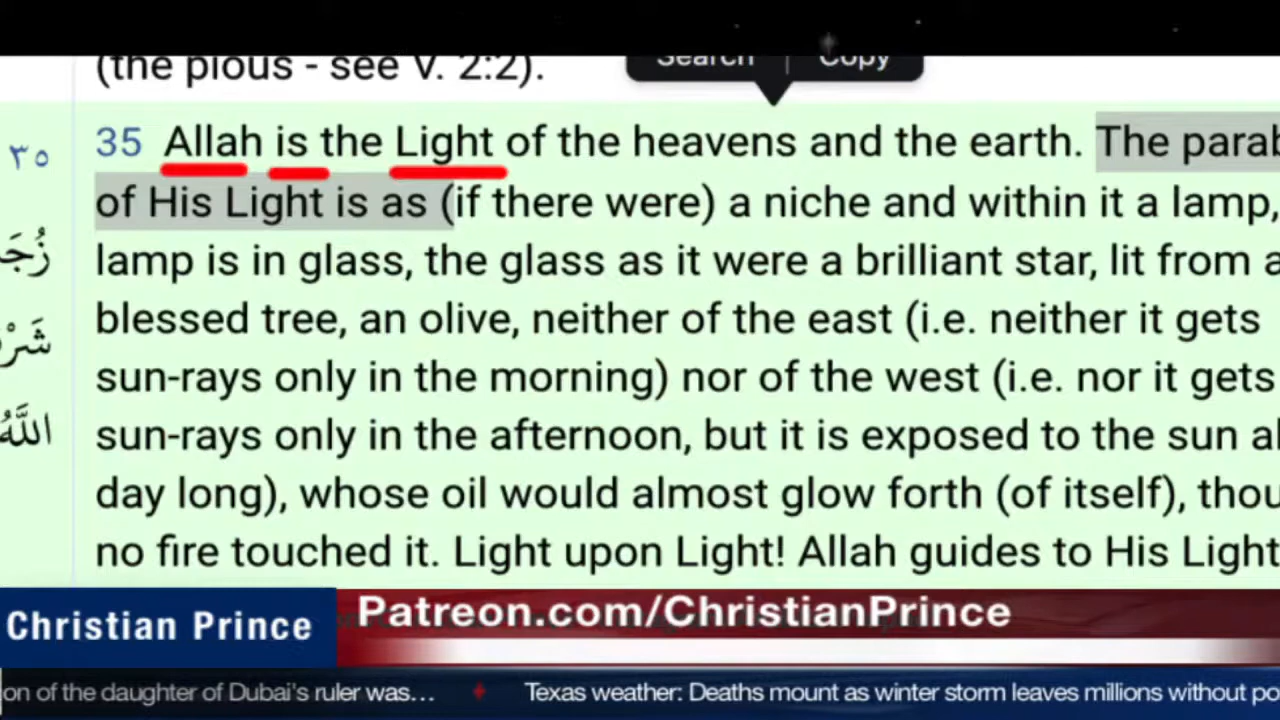 (the pious - see V. 2:2).
Search | Copy
35 Allah is the Light of the heavens and the earth. The parab
of His Light is as (if there were) a niche and within it a lamp,
lamp is in glass, the glass as it were a brilliant star, lit from a
blessed tree, an olive, neither of the east (i.e. neither it gets
sun-rays only in the morning) nor of the west (i.e. nor it gets
sun-rays only in the afternoon, but it is exposed to the sun al
day long), whose oil would almost glow forth (of itself), thou
no fire touched it. Light upon Light! Allah guides to His Light
٣٥
زُجَ
شَرْ
اللَّهُ
Christian Prince
Patreon.com/ChristianPrince
on of the daughter of Dubai's ruler was...
Texas weather: Deaths mount as winter storm leaves millions without po